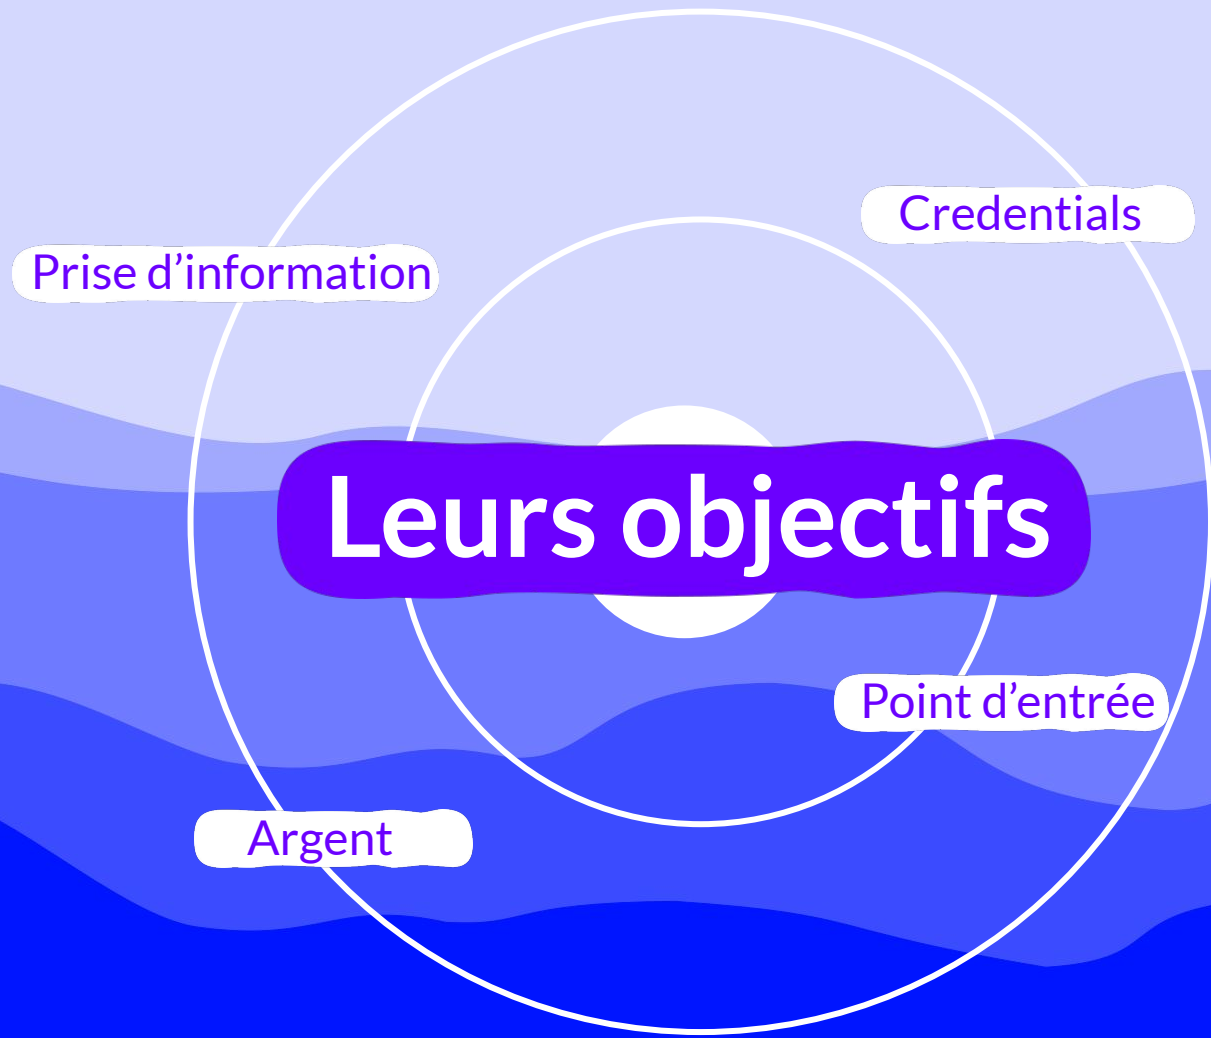 Credentials
Prise d’information
Leurs objectifs
Point d’entrée
Argent